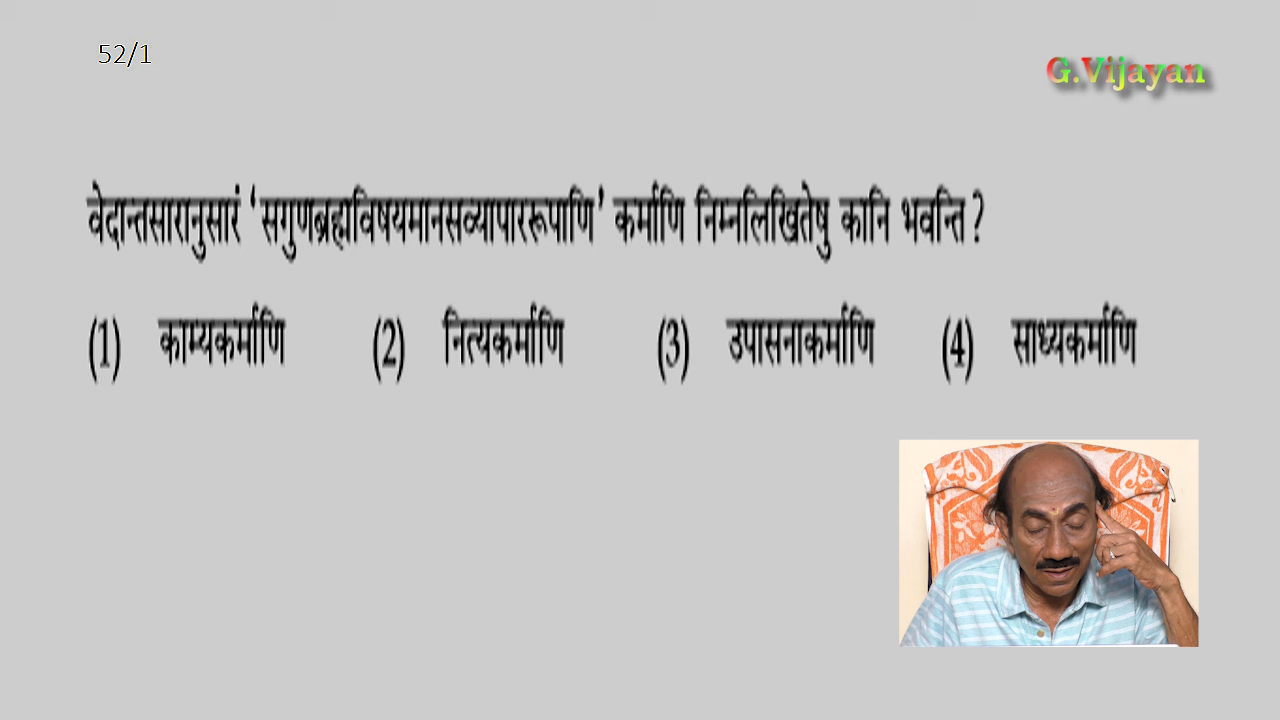 52/1
G.Vijayan
वेदान्तसारानुसारं ‘सगुणब्रह्मविषयमानसव्यापाररूपाणि’ कर्माणि निम्नलिखितेषु कानि भवन्ति?
(1) काम्यकर्माणि (2) नित्यकर्माणि (3) उपासनाकर्माणि (4) साध्यकर्माणि